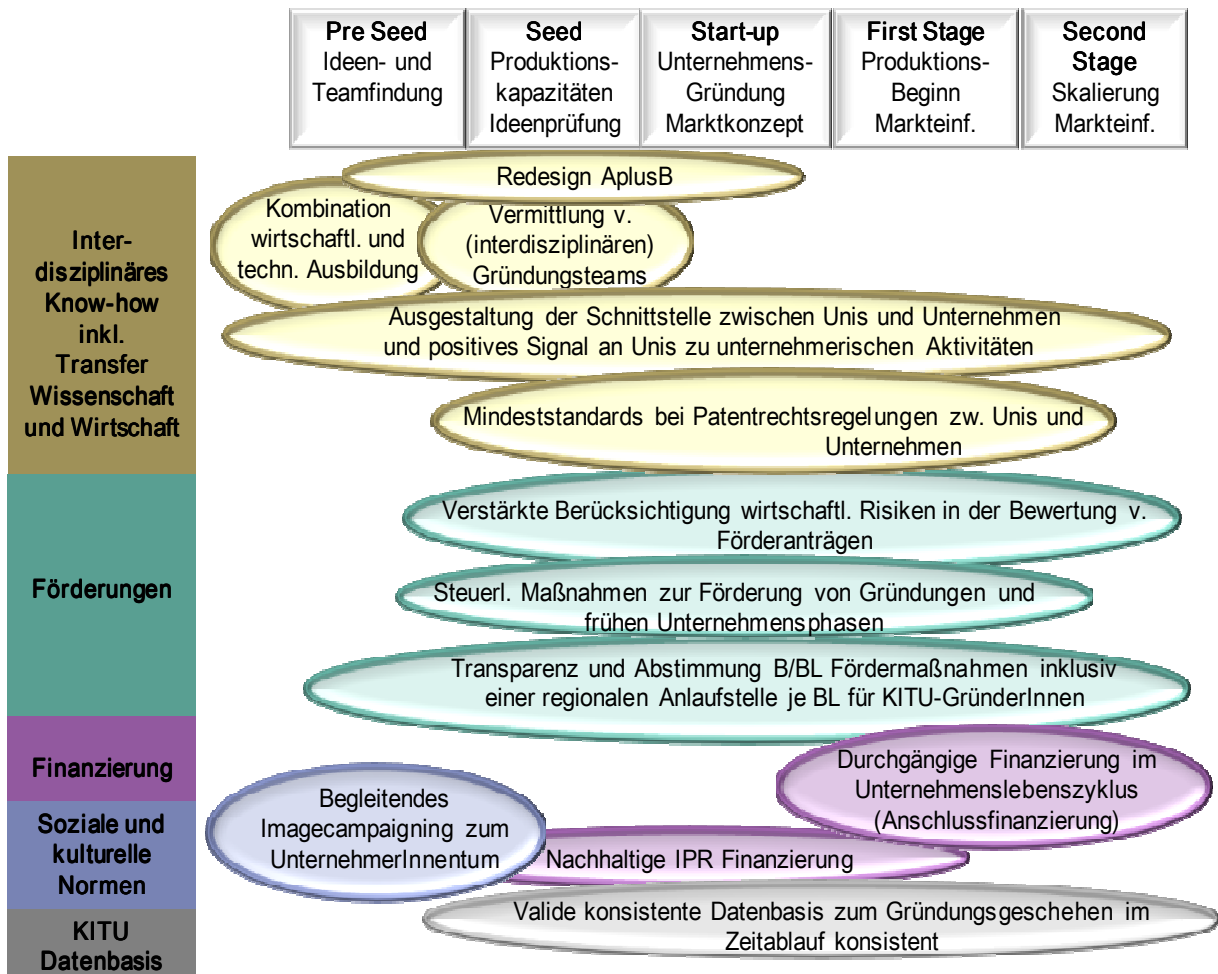 Pre Seed
Ideen- und
Teamfindung
Seed
Produktions-
kapazitäten
Ideenprüfung
Start-up
Unternehmens-
Gründung
Marktkonzept
First Stage
Produktions-
Beginn
Markteinf.
Second
Stage
Skalierung
Markteinf.
Inter-
disziplinäres
Know-how
inkl.
Transfer
Wissenschaft
und Wirtschaft
Redesign AplusB
Kombination
wirtschaftl. und
techn. Ausbildung
Vermittlung v.
(interdisziplinären)
Gründungsteams
Ausgestaltung der Schnittstelle zwischen Unis und Unternehmen
und positives Signal an Unis zu unternehmerischen Aktivitäten
Mindeststandards bei Patentrechtsregelungen zw. Unis und
Unternehmen
Förderungen
Verstärkte Berücksichtigung wirtschaftl. Risiken in der Bewertung v.
Förderanträgen
Steuerl. Maßnahmen zur Förderung von Gründungen und
frühen Unternehmensphasen
Transparenz und Abstimmung B/BL Fördermaßnahmen inklusiv
einer regionalen Anlaufstelle je BL für KITU-GründerInnen
Finanzierung
Durchgängige Finanzierung im
Unternehmenslebenszyklus
(Anschlussfinanzierung)
Soziale und
kulturelle
Normen
Begleitendes
Imagecampaigning zum
UnternehmerInnentum
Nachhaltige IPR Finanzierung
KITU
Datenbasis
Valide konsistente Datenbasis zum Gründungsgeschehen im
Zeitablauf konsistent